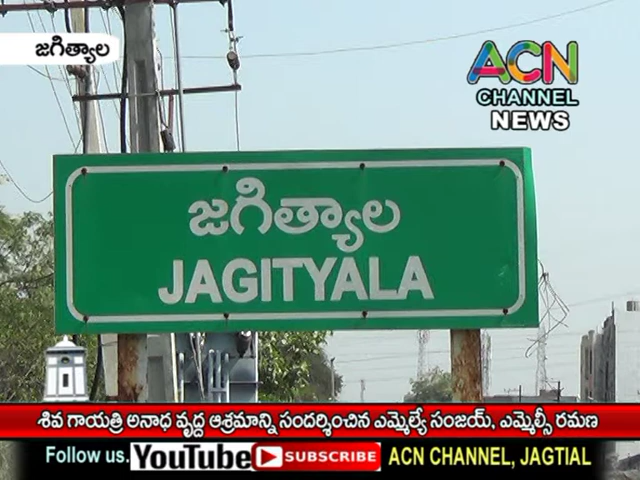 జగిత్యాల
ACN
CHANNEL
NEWS
జగిత్యాల
JAGITYALA
శివ గాయత్రి అనాధ వృద్ధ ఆశ్రమాన్ని సందర్శించిన ఎమ్మెల్యే సంజయ్, ఎమ్మెల్సీ రమణ
Follow us. YouTube SUBSCRIBE ACN CHANNEL, JAGTIAL